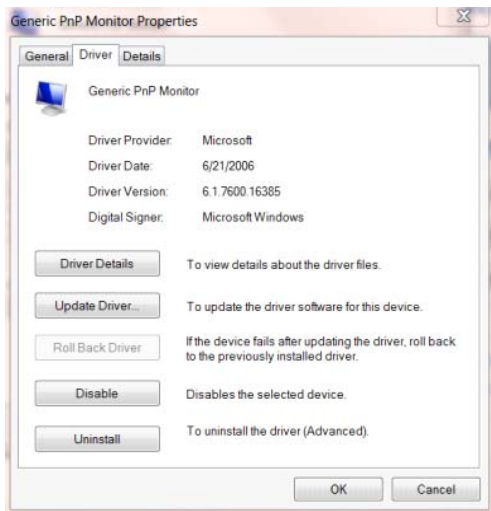 Generic PnP Monitor Properties
General Driver Details
Generic PnP Monitor
Driver Provider: Microsoft
Driver Date: 6/21/2006
Driver Version: 6.1.7600.16385
Digital Signer: Microsoft Windows
Driver Details To view details about the driver files.
Update Driver... To update the driver software for this device.
Roll Back Driver If the device fails after updating the driver, roll back
to the previously installed driver.
Disable Disables the selected device.
Uninstall To uninstall the driver (Advanced).
OK Cancel